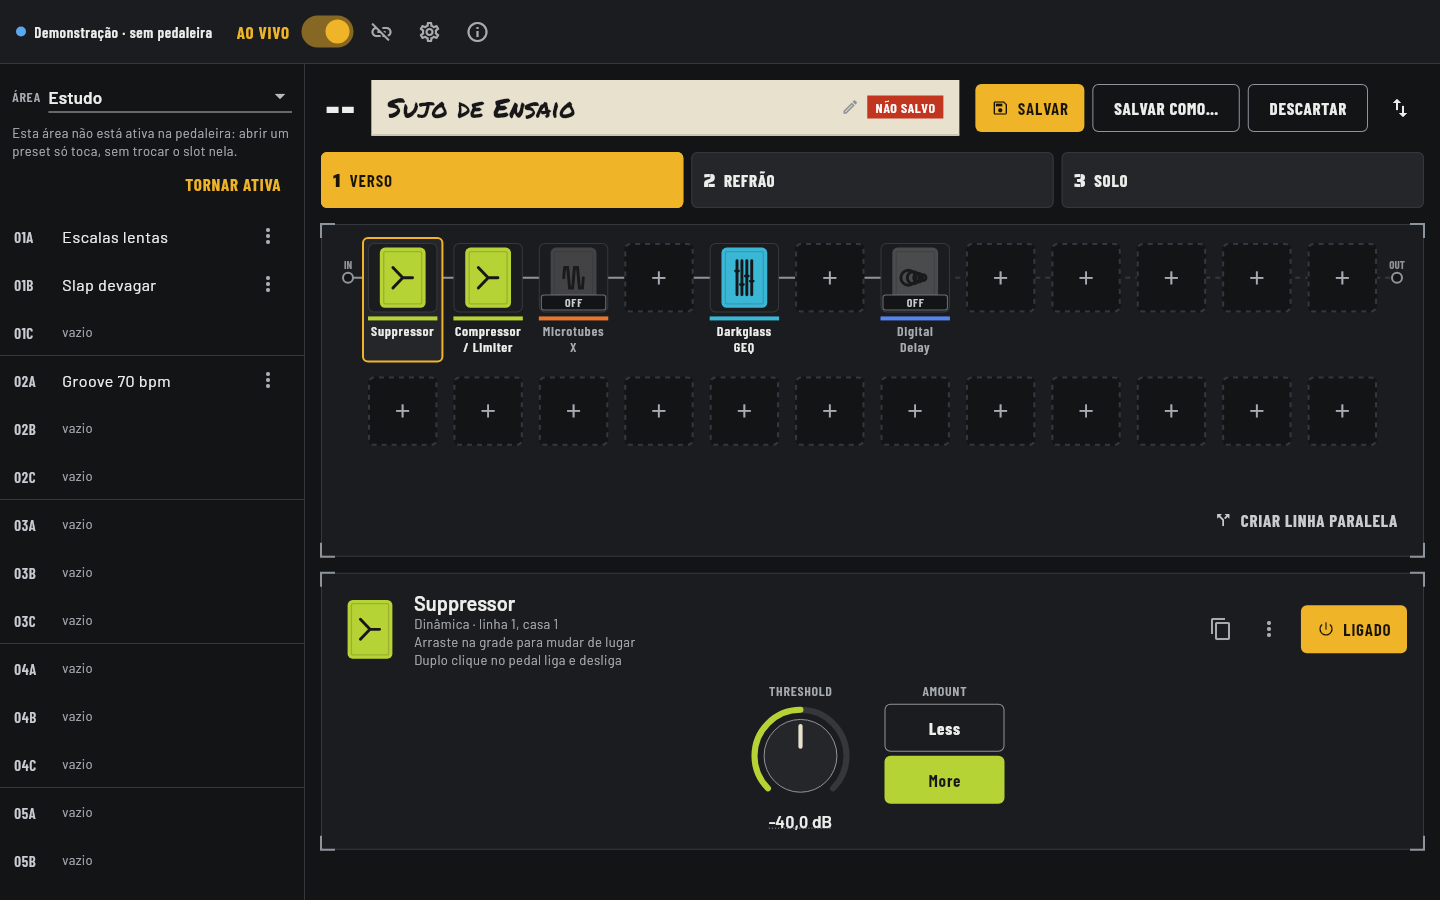 Demonstração · sem pedaleira
AO VIVO
ÁREA Estudo
Esta área não está ativa na pedaleira: abrir um
preset só toca, sem trocar o slot nela.
TORNAR ATIVA
01A Escalas lentas
01B Slap devagar
01C vazio
02A Groove 70 bpm
02B vazio
02C vazio
03A vazio
03B vazio
03C vazio
04A vazio
04B vazio
04C vazio
05A vazio
05B vazio
-- Sujo de Ensaio NÃO SALVO
SALVAR
SALVAR COMO...
DESCARTAR
1 VERSO
2 REFRÃO
3 SOLO
IN
OFF
OFF
OUT
Suppressor
Compressor
/ Limiter
Microtubes
X
Darkglass
GEQ
Digital
Delay
CRIAR LINHA PARALELA
Suppressor
Dinâmica · linha 1, casa 1
Arraste na grade para mudar de lugar
Duplo clique no pedal liga e desliga
LIGADO
THRESHOLD
-40,0 dB
AMOUNT
Less
More